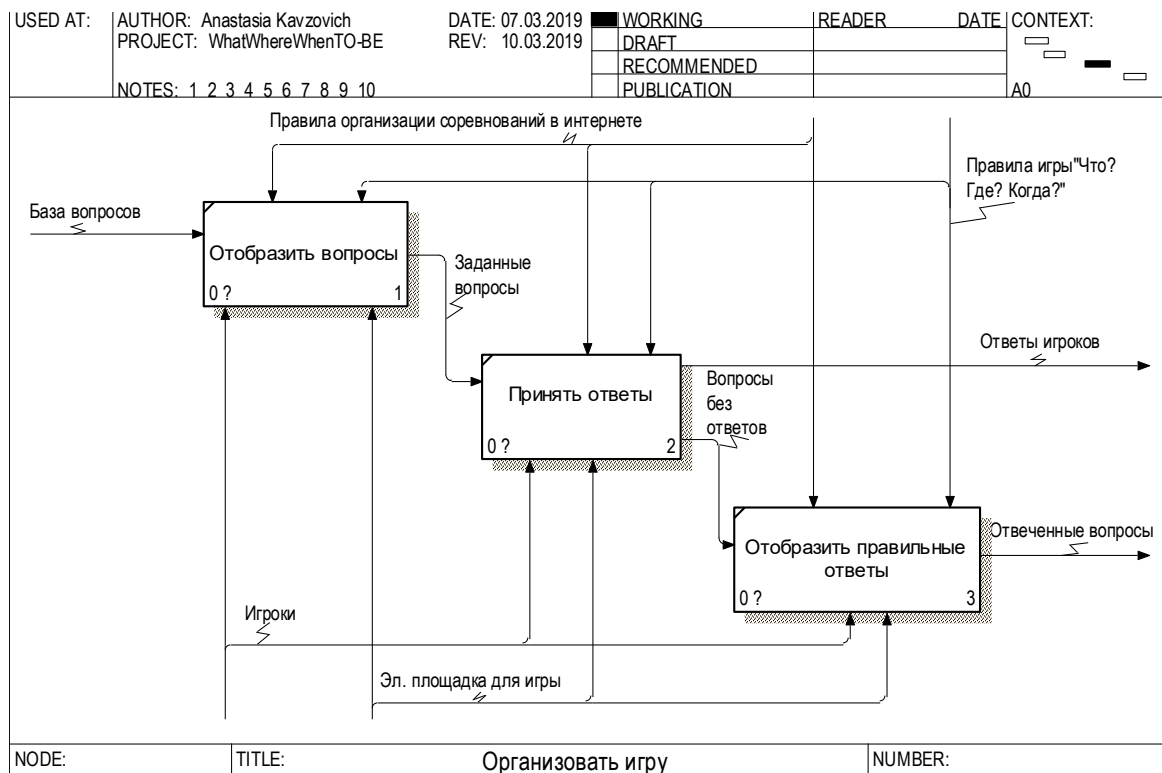 USED AT:
AUTHOR: Anastasia Kavzovich
DATE: 07.03.2019
WORKING
READER
DATE
CONTEXT:
PROJECT: WhatWhereWhenTO-BE
REV: 10.03.2019
DRAFT
RECOMMENDED
NOTES: 1 2 3 4 5 6 7 8 9 10
PUBLICATION
A0
Правила организации соревнований в интернете
Правила игры"Что?
Где? Когда?"
База вопросов
Отобразить вопросы
0 ?
1
Заданные
вопросы
Ответы игроков
Принять ответы
0 ?
2
Вопросы
без
ответов
Отвеченные вопросы
Отобразить правильные
ответы
0 ?
3
Игроки
Эл. площадка для игры
NODE:
TITLE:
Организовать игру
NUMBER: